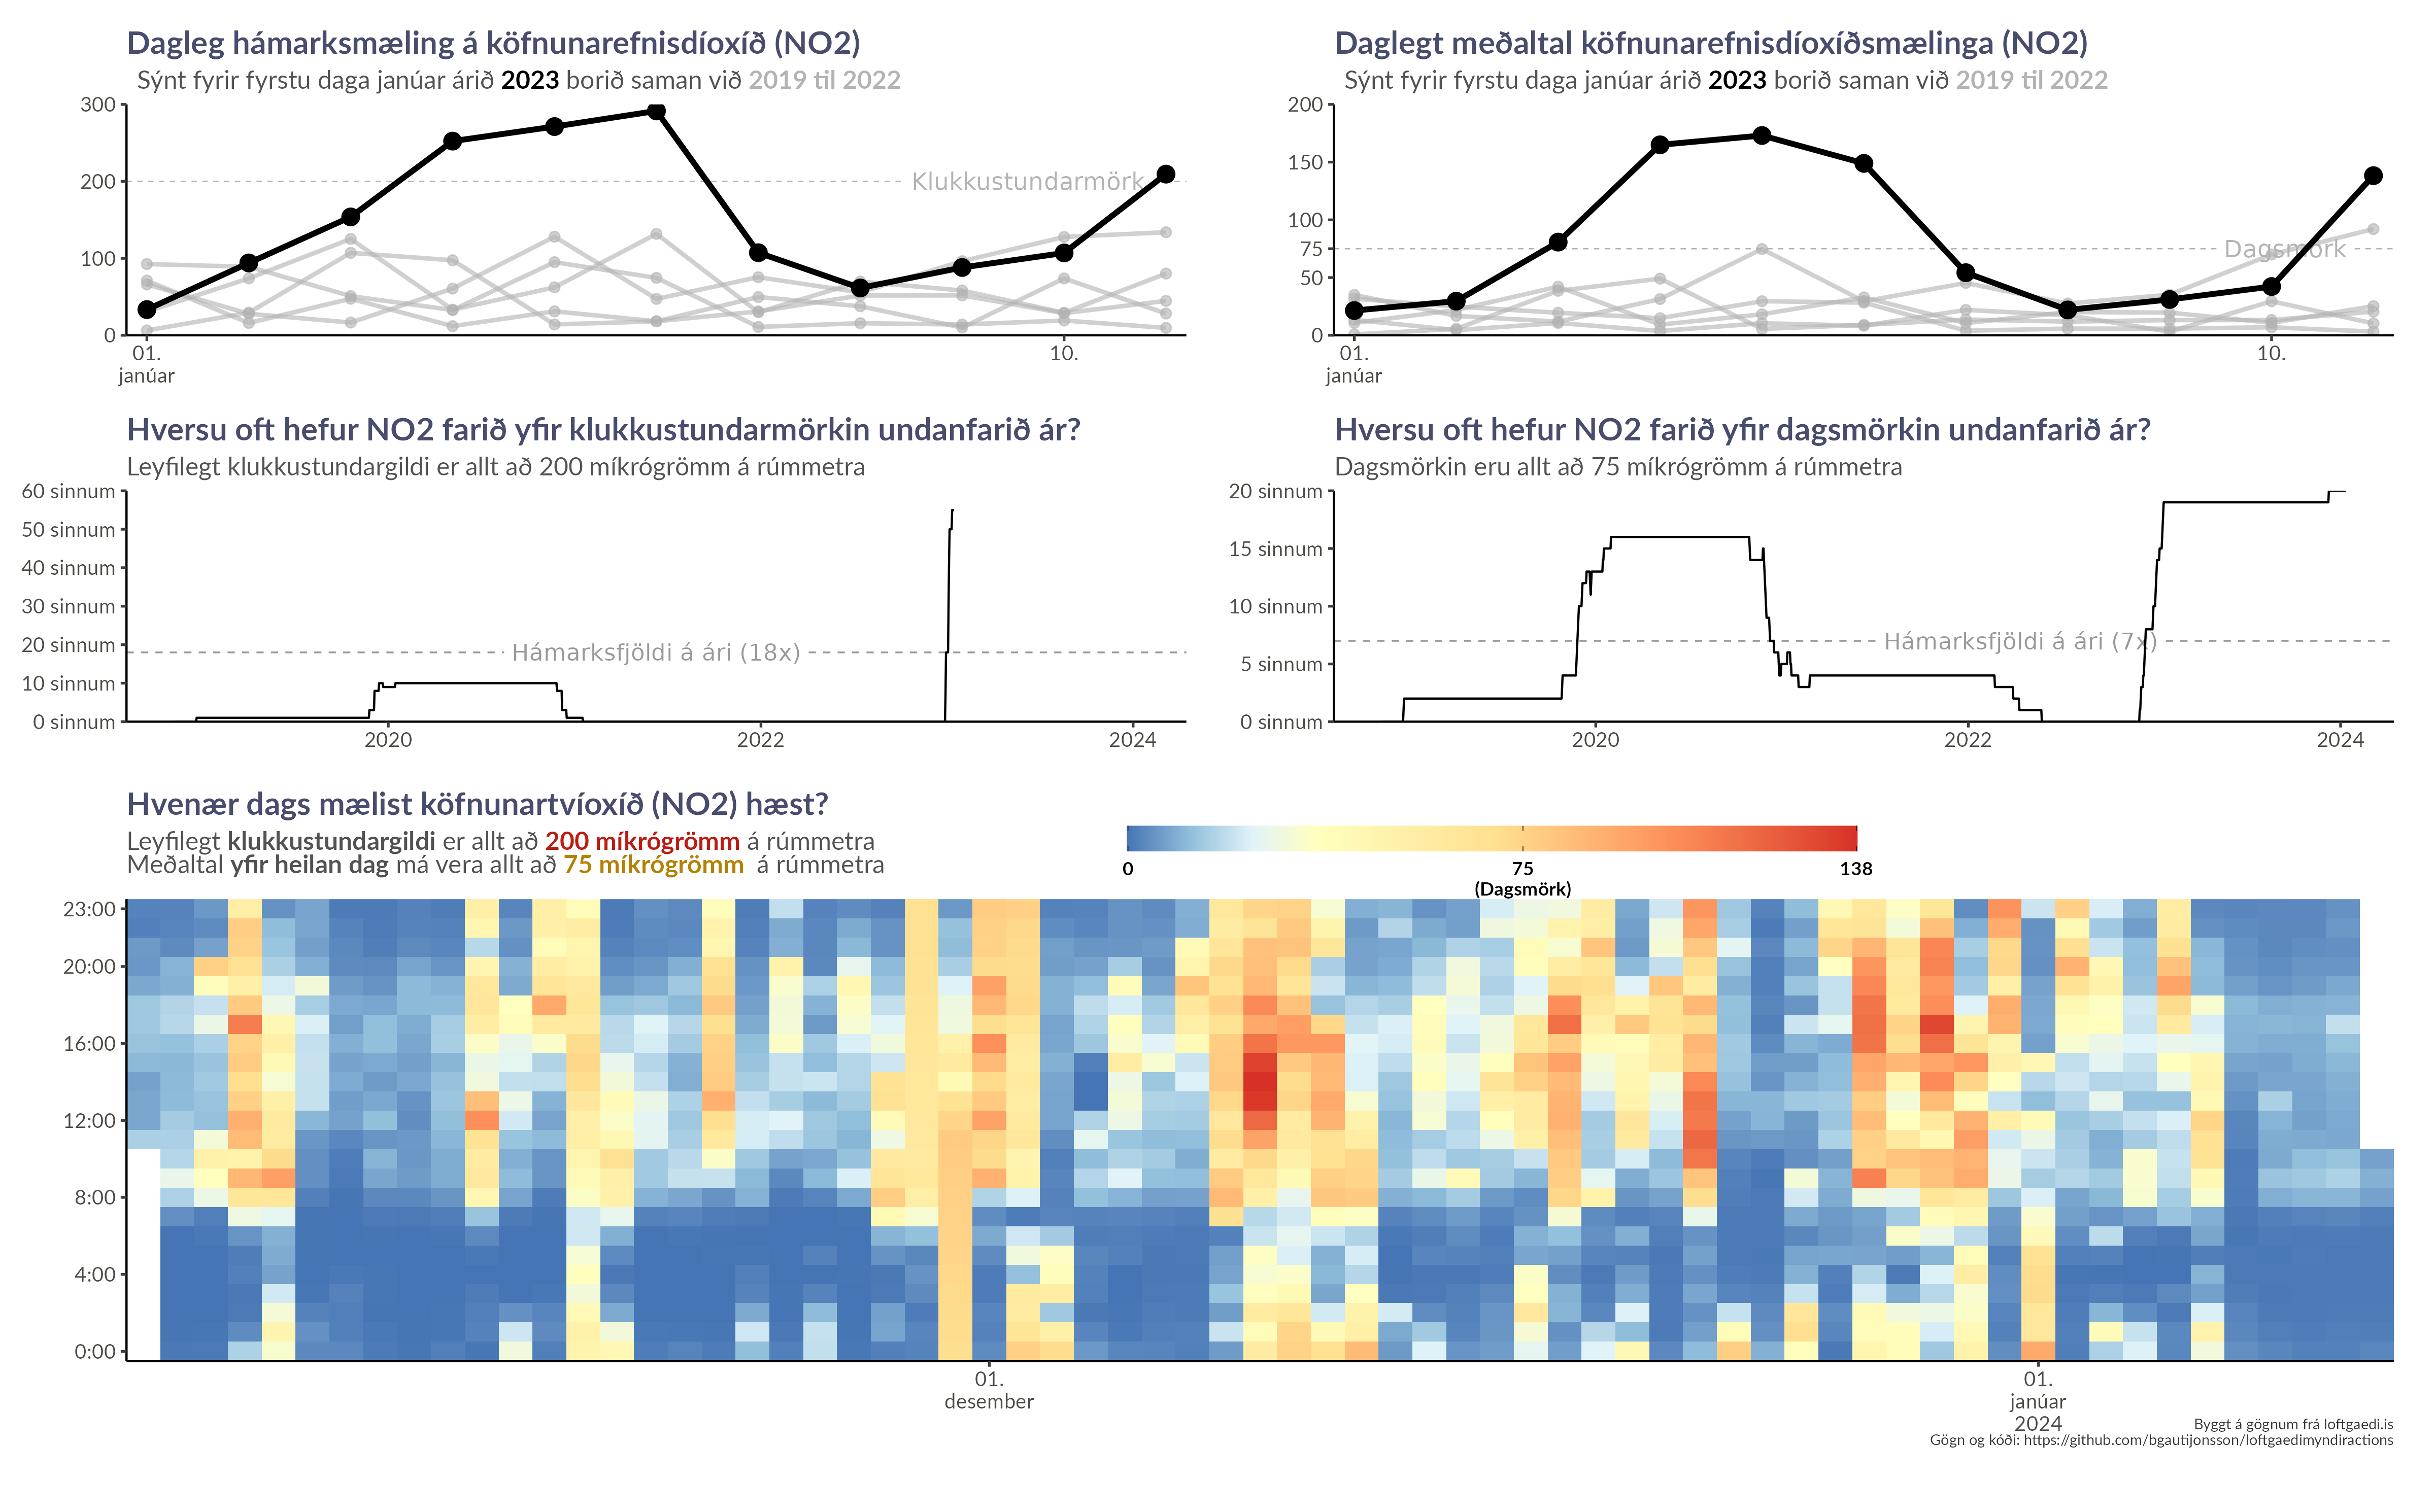 Dagleg hámarksmæling á köfnunarefnisdíoxíð (NO2)
Sýnt fyrir fyrstu daga janúar árið 2023 borið saman við 2019 til 2022
300
200
100
0
Klukkustundarmörk
01.
janúar
10.
Daglegt meðaltal köfnunarefnisdíoxíðsmælinga (NO2)
Sýnt fyrir fyrstu daga janúar árið 2023 borið saman við 2019 til 2022
200
150
100
75
50
0
Dagsmörk
01.
janúar
10.
Hversu oft hefur NO2 farið yfir klukkustundarmörkin undanfarið ár?
Leyfilegt klukkustundargildi er allt að 200 míkrógrömm á rúmmetra
60 sinnum
50 sinnum
40 sinnum
30 sinnum
20 sinnum
10 sinnum
0 sinnum
Hámarksfjöldi á ári (18x)
2020
2022
2024
Hversu oft hefur NO2 farið yfir dagsmörkin undanfarið ár?
Dagsmörkin eru allt að 75 míkrógrömm á rúmmetra
20 sinnum
15 sinnum
10 sinnum
5 sinnum
0 sinnum
Hámarksfjöldi á ári (7x)
2020
2022
2024
Hvenær dags mælist köfnunartvíoxíð (NO2) hæst?
Leyfilegt klukkustundargildi er allt að 200 míkrógrömm á rúmmetra
Meðaltal yfir heilan dag má vera allt að 75 míkrógrömm á rúmmetra
0
75
(Dagsmörk)
138
23:00
20:00
16:00
12:00
8:00
4:00
0:00
01.
desember
01.
janúar
2024
Byggt á gögnum frá loftgaedi.is
Gögn og kóði: https://github.com/bgautijonsson/loftgaedimyndiractions